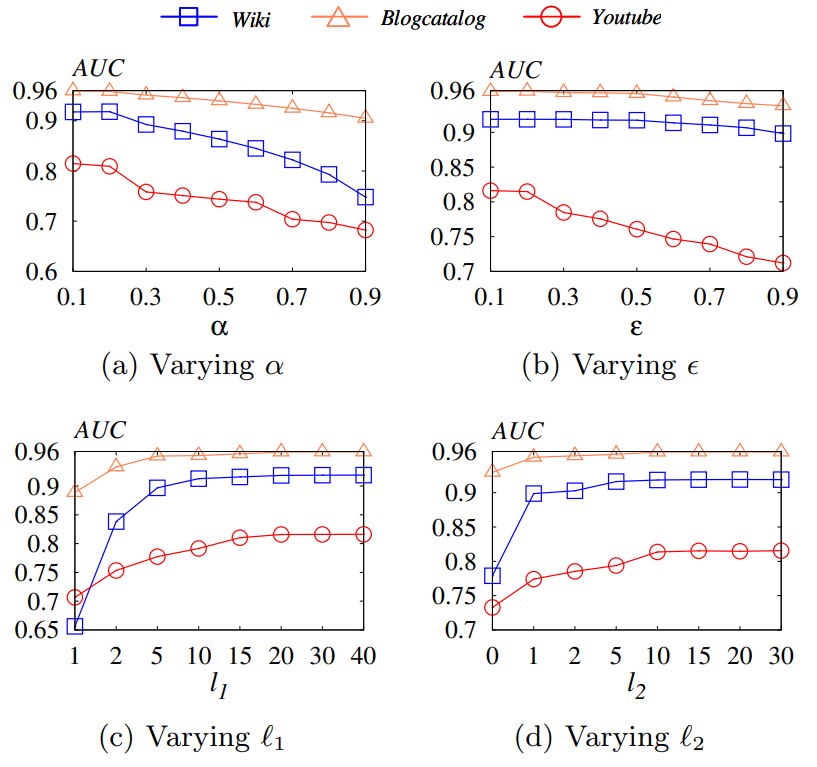 Wiki Blogcatalog Youtube
AUC
0.96
0.9
0.8
0.7
0.6
0.1 0.3 0.5 0.7 0.9
α
(a) Varying α
AUC
0.96
0.9
0.85
0.8
0.75
0.7
0.1 0.3 0.5 0.7 0.9
ε
(b) Varying ϵ
AUC
0.96
0.9
0.85
0.8
0.75
0.7
0.65
1 2 5 10 15 20 30 40
l1
(c) Varying ℓ1
AUC
0.96
0.9
0.85
0.8
0.75
0.7
0 1 2 5 10 15 20 30
l2
(d) Varying ℓ2